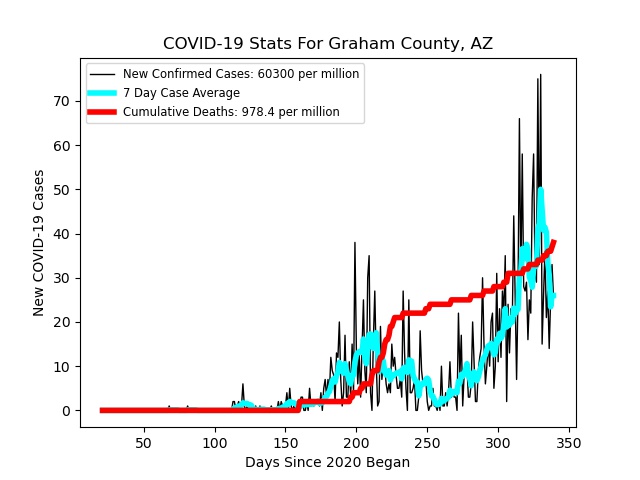 COVID-19 Stats For Graham County, AZ
New Confirmed Cases: 60300 per million
7 Day Case Average
Cumulative Deaths: 978.4 per million
New COVID-19 Cases
70
60
50
40
30
20
10
0
50
100
150
200
250
300
350
Days Since 2020 Began